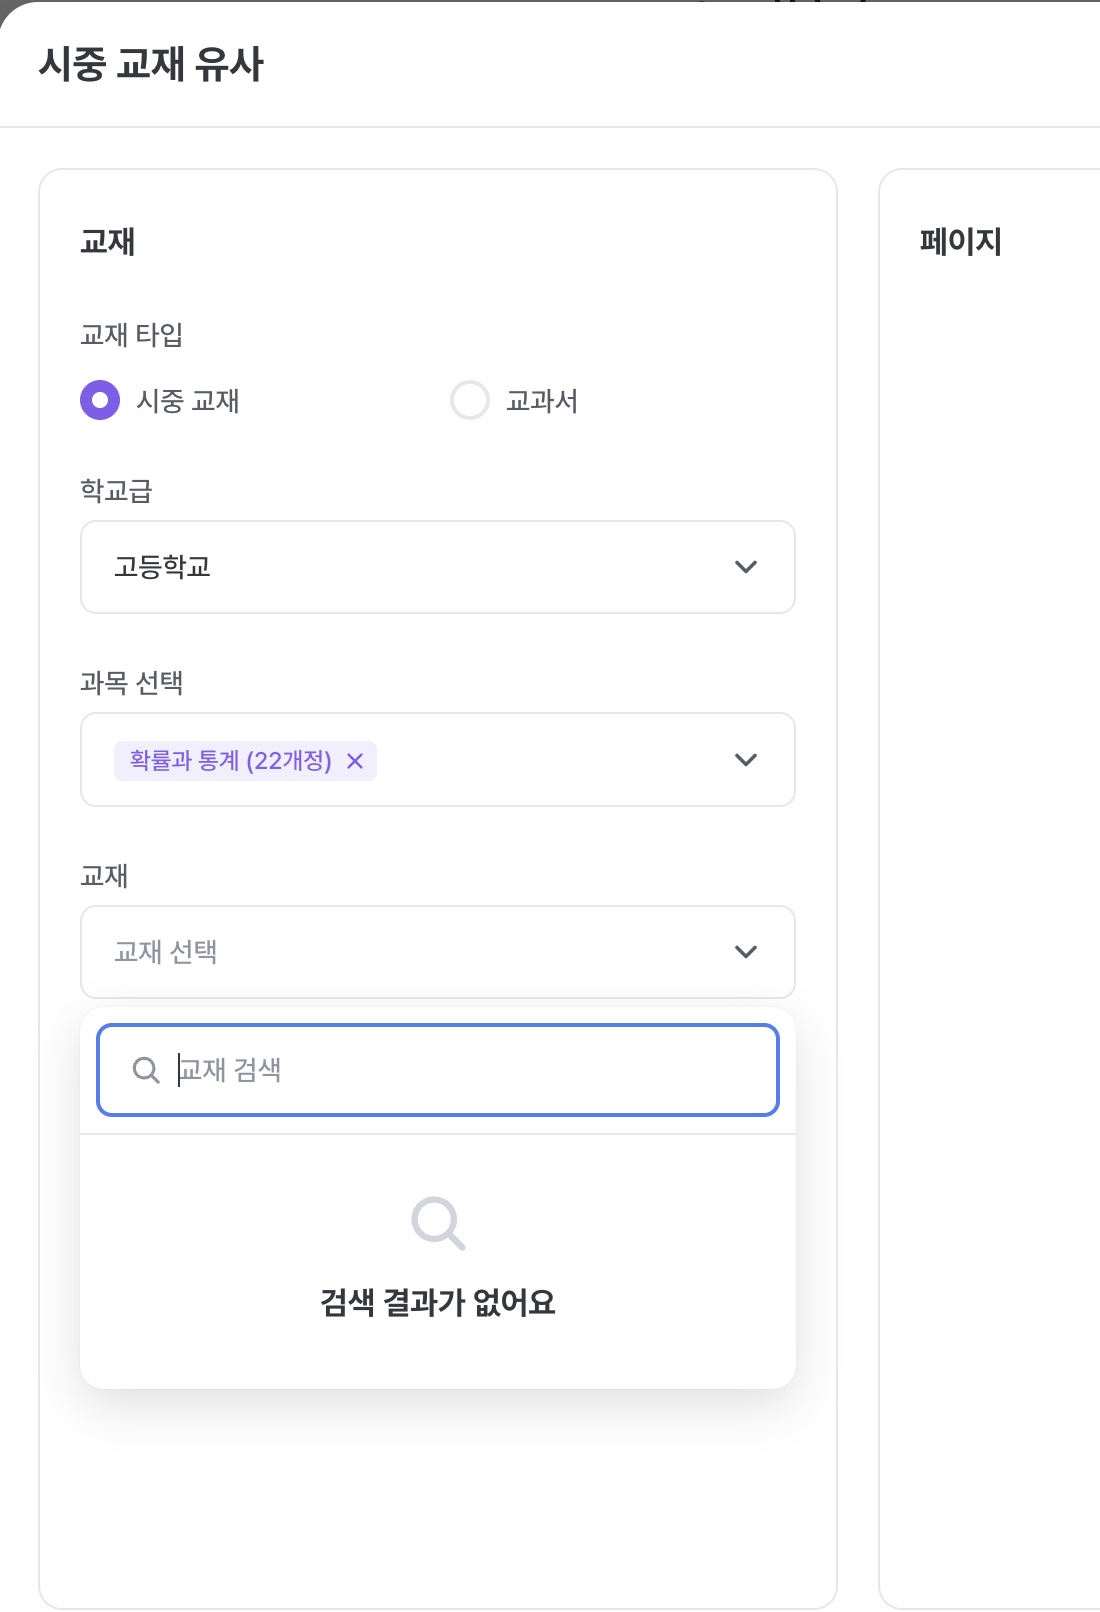 시중 교재 유사
교재
교재 타입
시중 교재
교과서
학교급
고등학교
과목 선택
확률과 통계 (22개정)
교재
교재 선택
교재 검색
검색 결과가 없어요
페이지